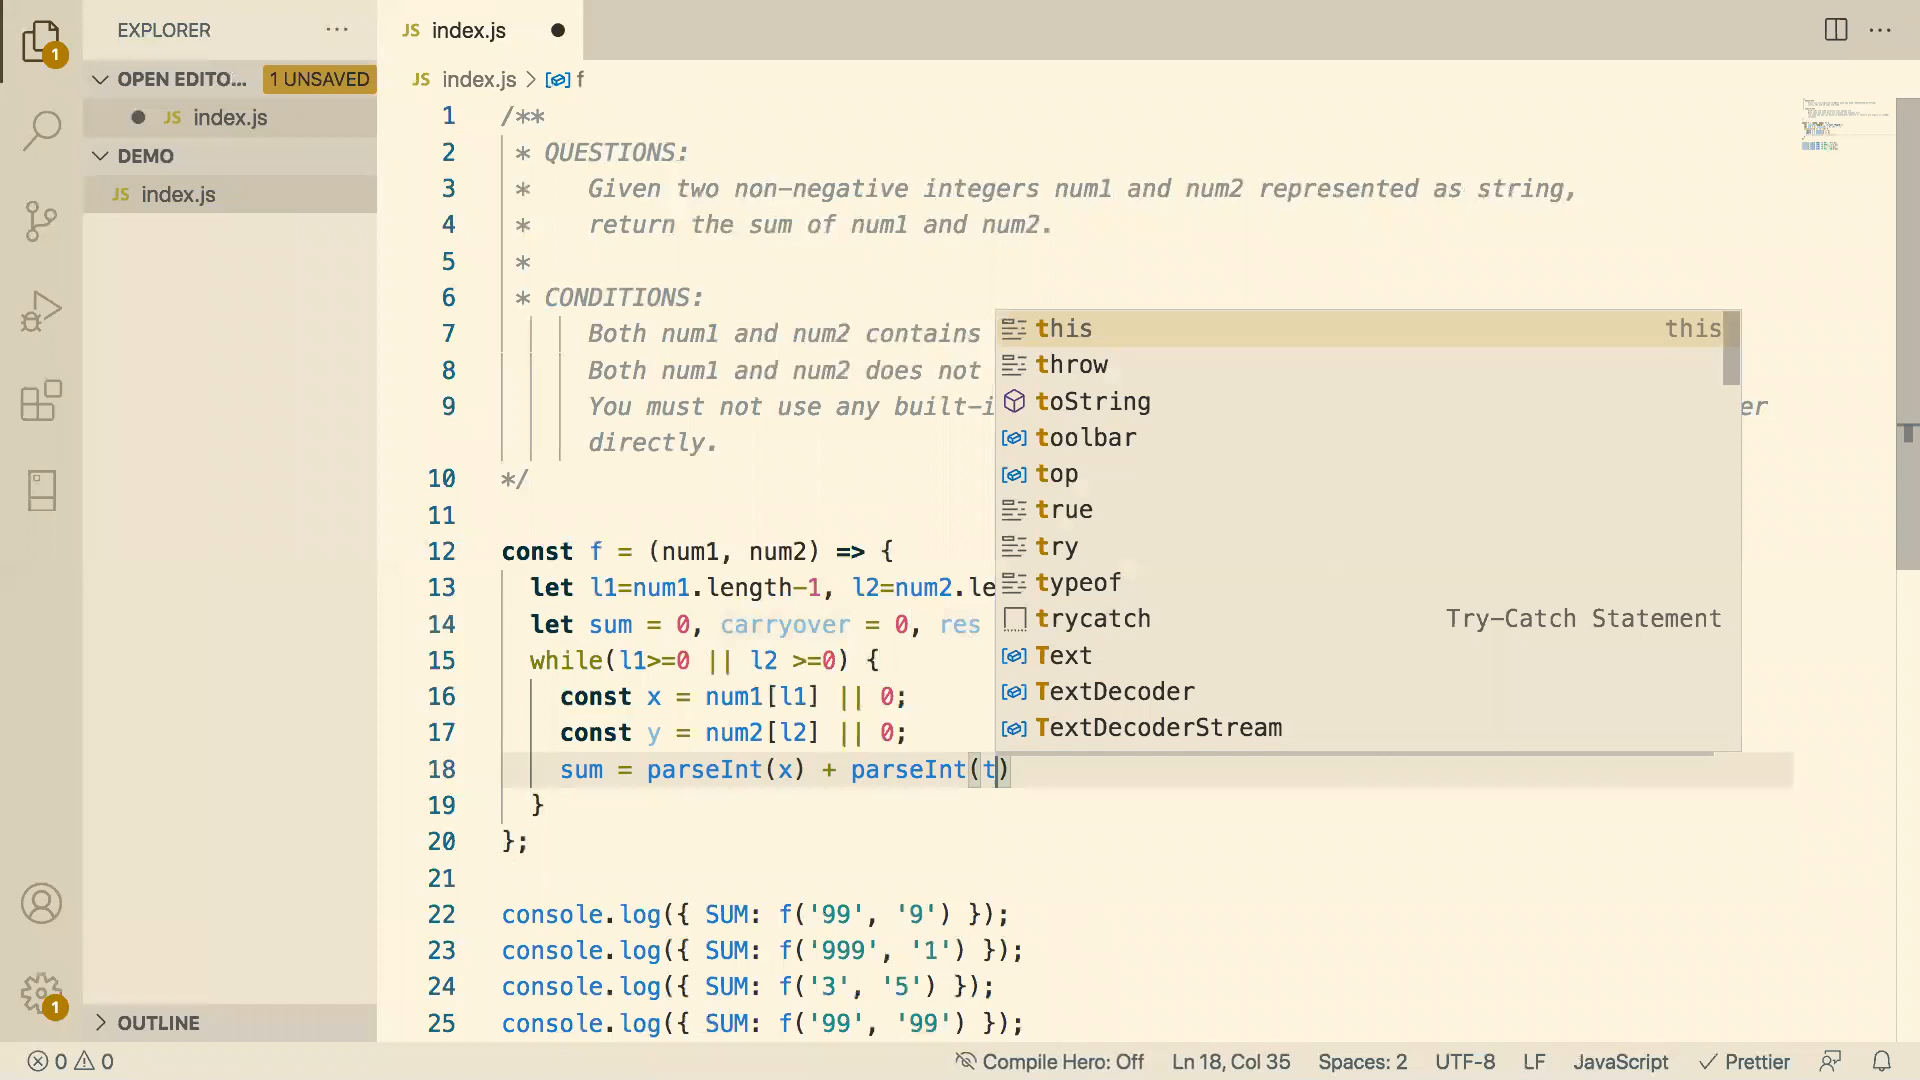 EXPLORER
OPEN EDITO... 1 UNSAVED
JS index.js
DEMO
JS index.js
OUTLINE
1
1
JS index.js
JS index.js > f
1 /**
2 * QUESTIONS:
3 * Given two non-negative integers num1 and num2 represented as string,
4 * return the sum of num1 and num2.
5 *
6 * CONDITIONS:
7 Both num1 and num2 contains
8 Both num1 and num2 does not
9 You must not use any built-i er
directly.
10 */
11
12 const f = (num1, num2) => {
13 let l1=num1.length-1, l2=num2.le
14 let sum = 0, carryover = 0, res
15 while(l1>=0 || l2 >=0) {
16 const x = num1[l1] || 0;
17 const y = num2[l2] || 0;
18 sum = parseInt(x) + parseInt(t)
19 }
20 };
21
22 console.log({ SUM: f('99', '9') });
23 console.log({ SUM: f('999', '1') });
24 console.log({ SUM: f('3', '5') });
25 console.log({ SUM: f('99', '99') });
this this
throw
toString
toolbar
top
true
try
typeof
trycatch Try-Catch Statement
Text
TextDecoder
TextDecoderStream
0 0 Compile Hero: Off Ln 18, Col 35 Spaces: 2 UTF-8 LF JavaScript Prettier